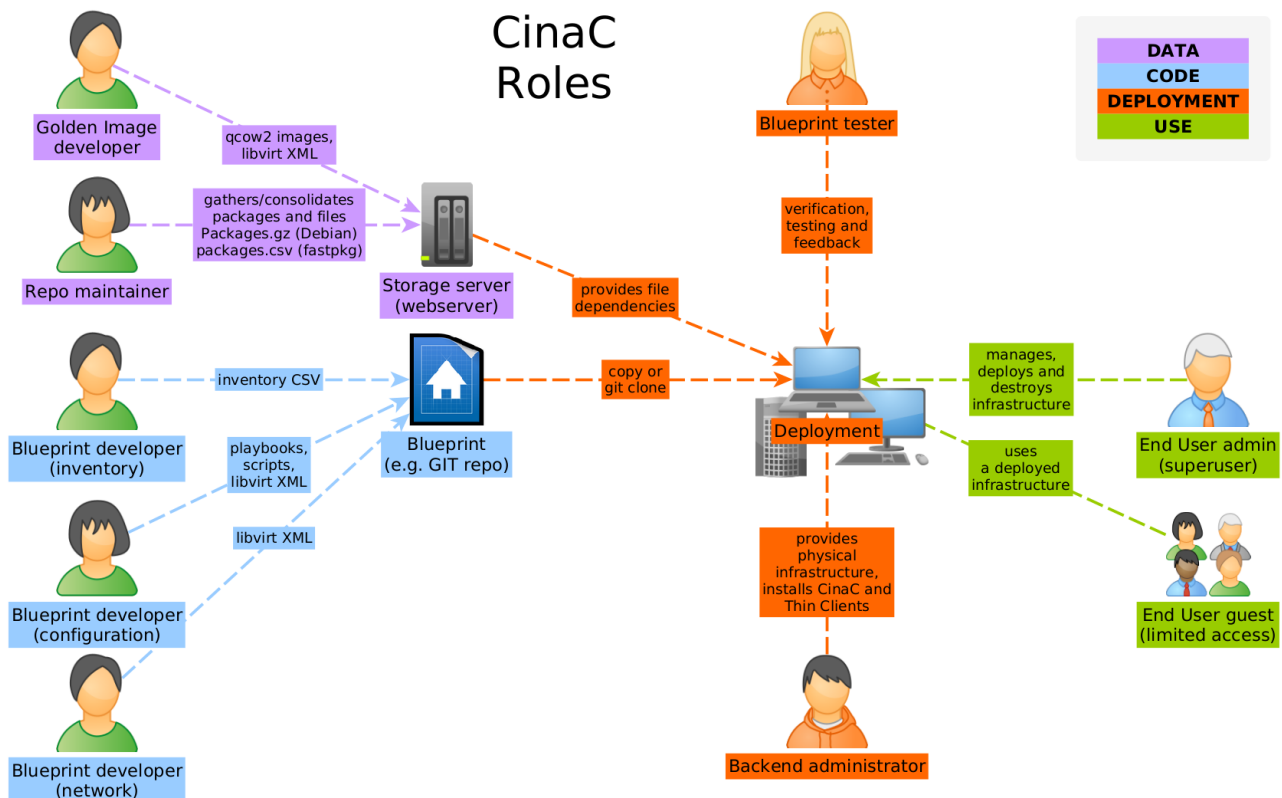 CinaC
Roles
DATA
CODE
DEPLOYMENT
USE
Golden Image
developer
qcow2 images,
libvirt XML
Blueprint tester
Repo maintainer
gathers/consolidates
packages and files
Packages.gz (Debian)
packages.csv (fastpkg)
Storage server
(webserver)
verification,
testing and
feedback
provides file
dependencies
Blueprint developer
(inventory)
inventory CSV
Blueprint
(e.g. GIT repo)
copy or
git clone
Deployment
manages,
deploys and
destroys
infrastructure
End User admin
(superuser)
playbooks,
scripts,
libvirt XML
uses
a deployed
infrastructure
Blueprint developer
(configuration)
libvirt XML
provides
physical
infrastructure,
installs CinaC and
Thin Clients
End User guest
(limited access)
Blueprint developer
(network)
Backend administrator